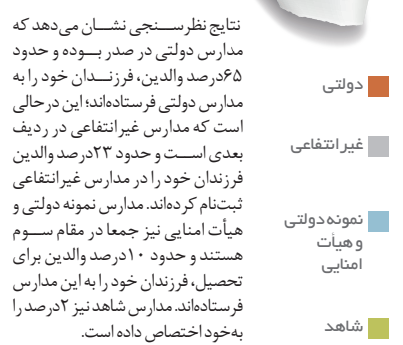 نتایج نظرسنجی نشان می‌دهد که
مدارس دولتی در صدر بوده و حدود
۶۵درصد والدین، فرزندان خود را به
مدارس دولتی فرستاده‌اند؛ این درحالی
است که مدارس غیرانتفاعی در ردیف
بعدی است و حدود ۲۳درصد والدین
فرزندان خود را در مدارس غیرانتفاعی
ثبت‌نام کرده‌اند. مدارس نمونه دولتی و
هیأت امنایی نیز جمعا در مقام سوم
هستند و حدود ۱۰درصد والدین برای
تحصیل، فرزندان خود را به این مدارس
فرستاده‌اند. مدارس شاهد نیز ۲درصد را
به‌خود اختصاص داده است.
دولتی
غیرانتفاعی
نمونه‌دولتی
و هیأت
امنایی
شاهد